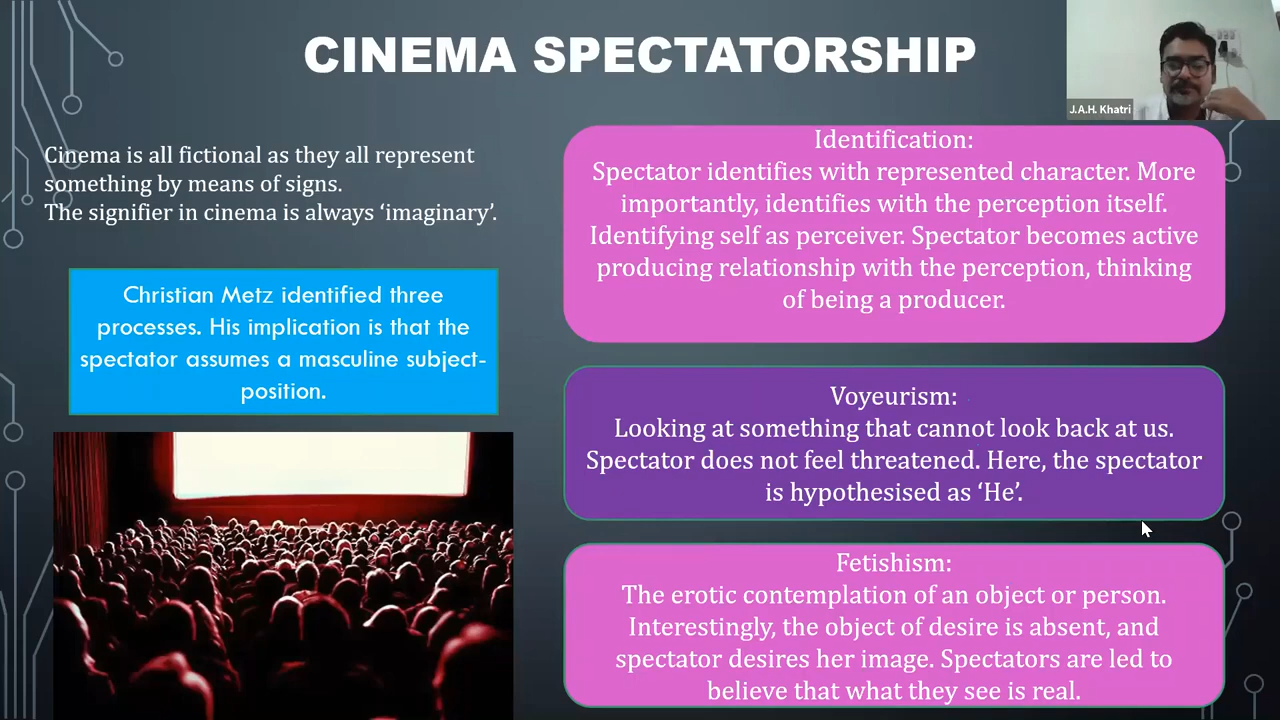 CINEMA SPECTATORSHIP
J.A.H. Khatri
Cinema is all fictional as they all represent
something by means of signs.
The signifier in cinema is always ‘imaginary’.
Christian Metz identified three
processes. His implication is that the
spectator assumes a masculine subject-
position.
Identification:
Spectator identifies with represented character. More
importantly, identifies with the perception itself.
Identifying self as perceiver. Spectator becomes active
producing relationship with the perception, thinking
of being a producer.
Voyeurism:
Looking at something that cannot look back at us.
Spectator does not feel threatened. Here, the spectator
is hypothesised as ‘He’.
Fetishism:
The erotic contemplation of an object or person.
Interestingly, the object of desire is absent, and
spectator desires her image. Spectators are led to
believe that what they see is real.